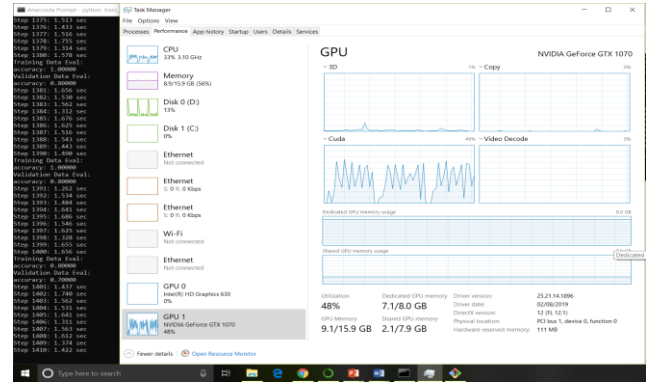 Anaconda Prompt - python train_
Step 1375: 1.513 sec
Step 1376: 1.433 sec
Step 1377: 1.516 sec
Step 1378: 1.755 sec
Step 1379: 1.314 sec
Step 1380: 1.578 sec
Training Data Eval:
accuracy: 1.00000
Validation Data Eval:
accuracy: 0.80000
Step 1381: 1.656 sec
Step 1382: 1.530 sec
Step 1383: 1.562 sec
Step 1384: 1.312 sec
Step 1385: 1.676 sec
Step 1386: 1.625 sec
Step 1387: 1.516 sec
Step 1388: 1.543 sec
Step 1389: 1.443 sec
Step 1390: 1.490 sec
Training Data Eval:
accuracy: 1.00000
Validation Data Eval:
accuracy: 0.80000
Step 1391: 1.262 sec
Step 1392: 1.534 sec
Step 1393: 1.484 sec
Step 1394: 1.641 sec
Step 1395: 1.686 sec
Step 1396: 1.546 sec
Step 1397: 1.625 sec
Step 1398: 1.328 sec
Step 1399: 1.655 sec
Step 1400: 1.656 sec
Training Data Eval:
accuracy: 0.80000
Validation Data Eval:
accuracy: 0.70000
Step 1401: 1.437 sec
Step 1402: 1.740 sec
Step 1403: 1.562 sec
Step 1404: 1.531 sec
Step 1405: 1.641 sec
Step 1406: 1.311 sec
Step 1407: 1.563 sec
Step 1408: 1.612 sec
Step 1409: 1.374 sec
Step 1410: 1.422 sec
Task Manager
File Options View
Processes Performance App history Startup Users Details Services
CPU
33% 3.10 GHz
Memory
8.9/15.9 GB (56%)
Disk 0 (D:)
13%
Disk 1 (C:)
0%
Ethernet
Not connected
Ethernet
S: 0 R: 0 Kbps
Ethernet
S: 0 R: 0 Kbps
Wi-Fi
Not connected
Ethernet
Not connected
GPU 0
Intel(R) HD Graphics 630
0%
GPU 1
NVIDIA GeForce GTX 1070
48%
GPU
NVIDIA GeForce GTX 1070
3D 1% Copy 0%
Cuda 49% Video Decode 0%
Dedicated GPU memory usage 8.0 GB
Shared GPU memory usage
Dedicated
Utilization
48%
Dedicated GPU memory
7.1/8.0 GB
GPU Memory
9.1/15.9 GB
Shared GPU memory
2.1/7.9 GB
Driver version: 25.21.14.1896
Driver date: 02/08/2019
DirectX version: 12 (FL 12.1)
Physical location: PCI bus 1, device 0, function 0
Hardware reserved memory: 111 MB
Fewer details Open Resource Monitor
Type here to search